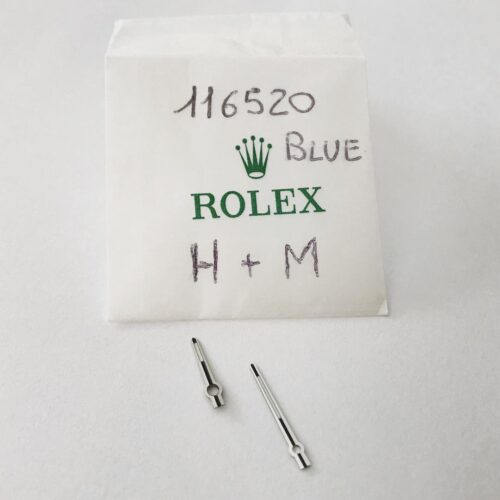 116520
BLUE
ROLEX
H + M